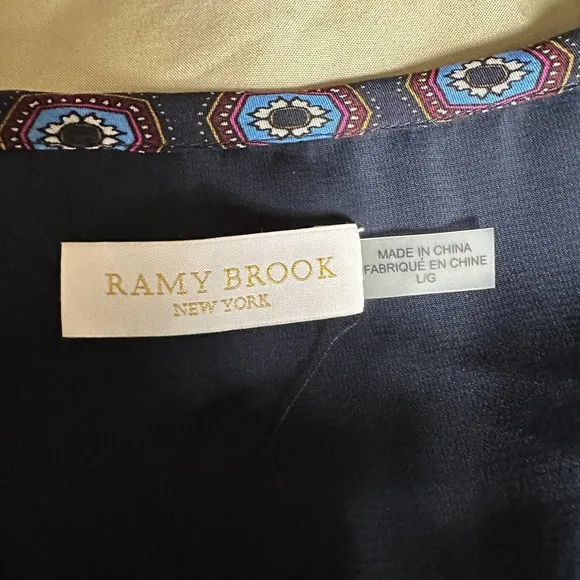 RAMY BROOK
NEW YORK
MADE IN CHINA
FABRIQUÉ EN CHINE
L/G